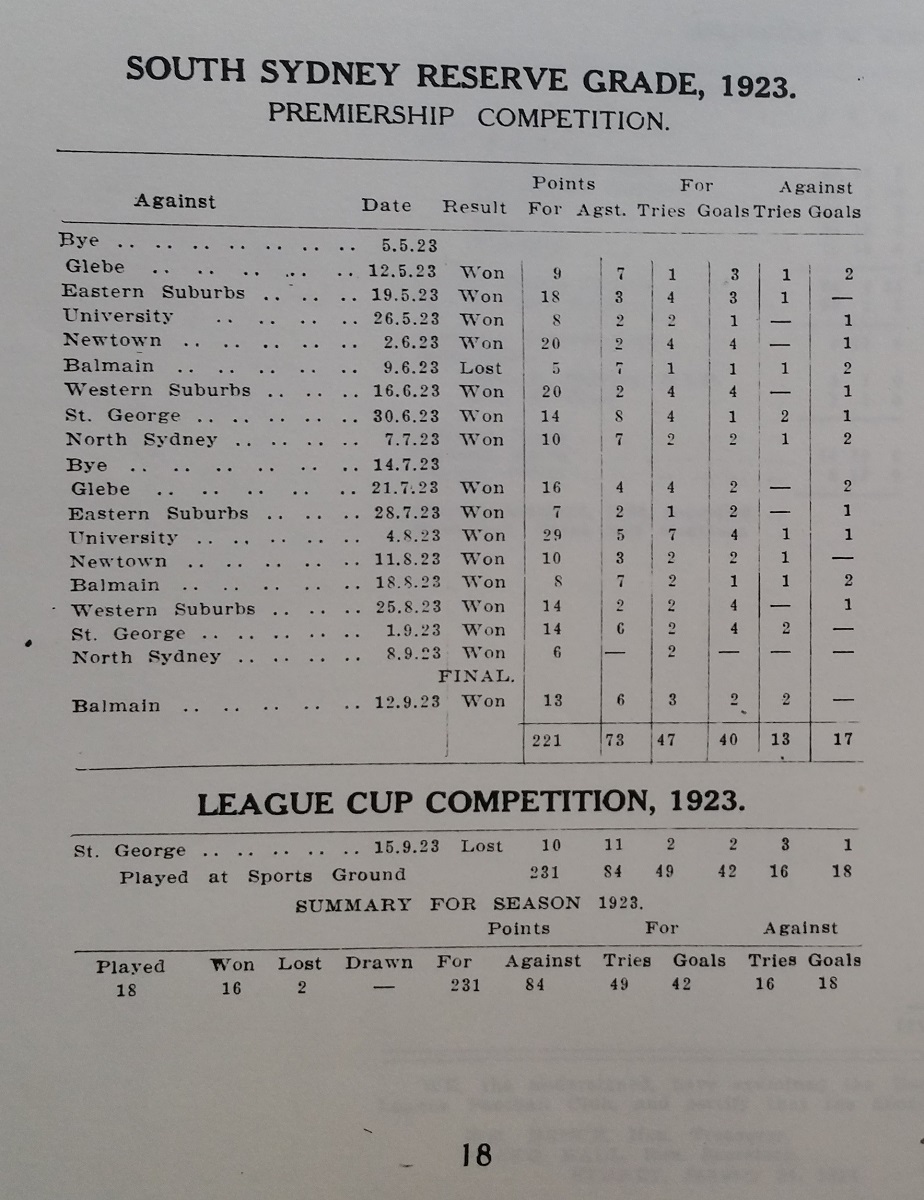 SOUTH SYDNEY RESERVE GRADE, 1923.
PREMIERSHIP COMPETITION.
Points For Against
Against Date Result For Agst. Tries Goals Tries Goals
Bye .. .. .. .. .. .. .. .. 5.5.23
Glebe .. .. .. .. .. .. 12.5.23 Won 9 7 1 3 1 2
Eastern Suburbs .. .. .. .. 19.5.23 Won 18 3 4 3 1 —
University .. .. .. .. 26.5.23 Won 8 2 2 1 — 1
Newtown .. .. .. .. .. 2.6.23 Won 20 2 4 4 — 1
Balmain .. .. .. .. .. 9.6.23 Lost 5 7 1 1 1 2
Western Suburbs .. .. .. 16.6.23 Won 20 2 4 4 — 1
St. George .. .. .. .. .. 30.6.23 Won 14 8 4 1 2 1
North Sydney .. .. .. .. 7.7.23 Won 10 7 2 2 1 2
Bye .. .. .. .. .. .. 14.7.23
Glebe .. .. .. .. .. 21.7.23 Won 16 4 4 2 — 2
Eastern Suburbs .. .. .. 28.7.23 Won 7 2 1 2 — 1
University .. .. .. .. .. 4.8.23 Won 29 5 7 4 1 1
Newtown .. .. .. .. .. 11.8.23 Won 10 3 2 2 1 —
Balmain .. .. .. .. .. 18.8.23 Won 8 7 2 1 1 2
Western Suburbs .. .. .. 25.8.23 Won 14 2 2 4 — 1
St. George .. .. .. .. .. 1.9.23 Won 14 6 2 4 2 —
North Sydney .. .. .. .. 8.9.23 Won 6 — 2 — — —
FINAL.
Balmain .. .. .. .. .. 12.9.23 Won 13 6 3 2 2 —
221 73 47 40 13 17
LEAGUE CUP COMPETITION, 1923.
St. George .. .. .. .. .. 15.9.23 Lost 10 11 2 2 3 1
Played at Sports Ground 231 84 49 42 16 18
SUMMARY FOR SEASON 1923.
Points For Against
Played Won Lost Drawn For Against Tries Goals Tries Goals
18 16 2 — 231 84 49 42 16 18
18